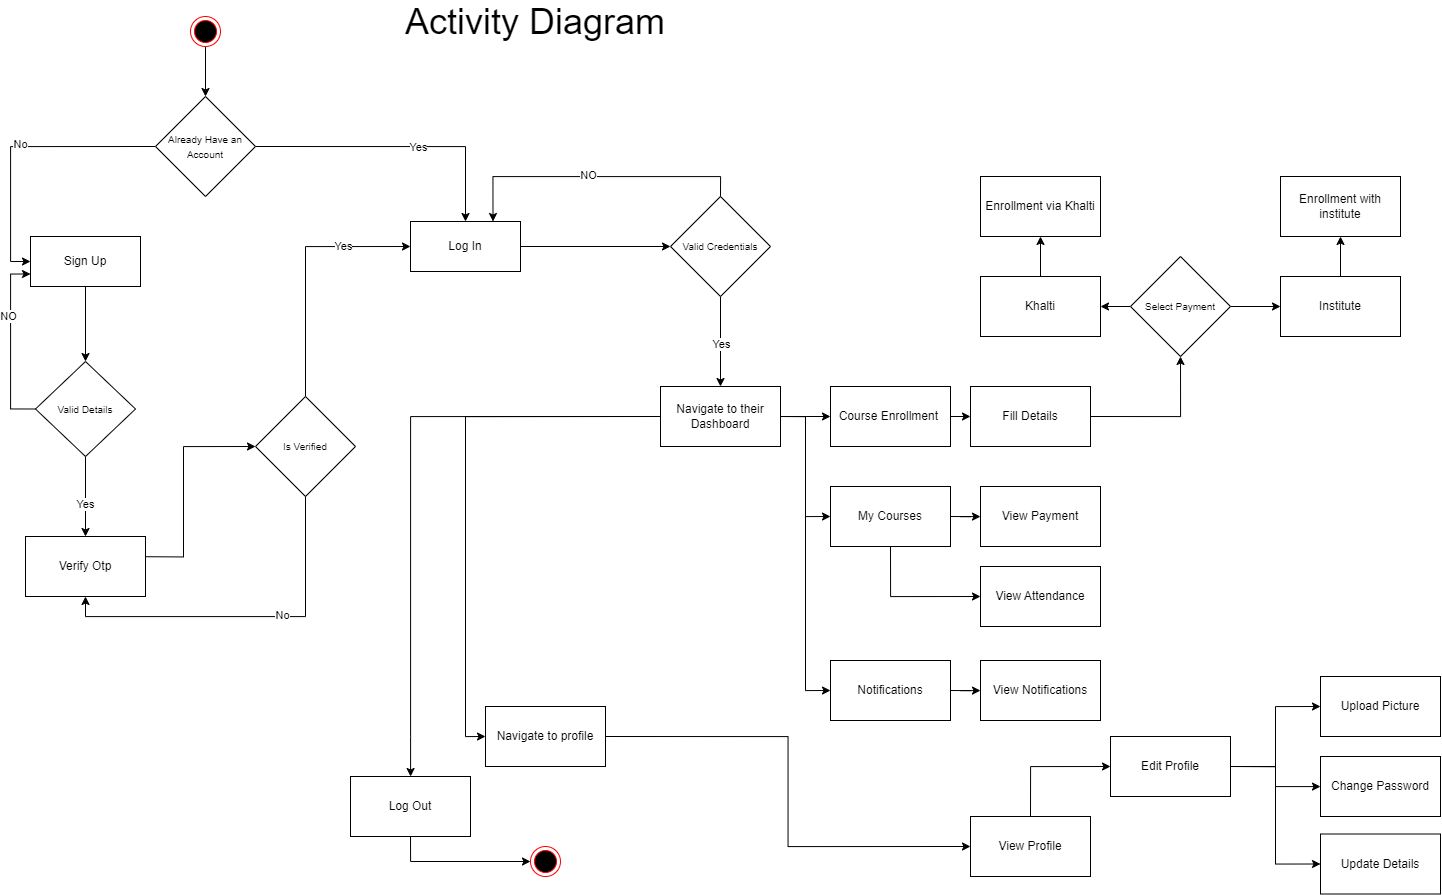 Activity Diagram
Already Have an
Account
No
Yes
NO
Sign Up
Log In
Valid Credentials
Enrollment via Khalti
Enrollment with
institute
Yes
NO
Khalti
Select Payment
Institute
Yes
Valid Details
Navigate to their
Dashboard
Course Enrollment
Fill Details
Is Verified
Yes
Verify Otp
No
My Courses
View Payment
View Attendance
Notifications
View Notifications
Navigate to profile
Log Out
View Profile
Edit Profile
Upload Picture
Change Password
Update Details